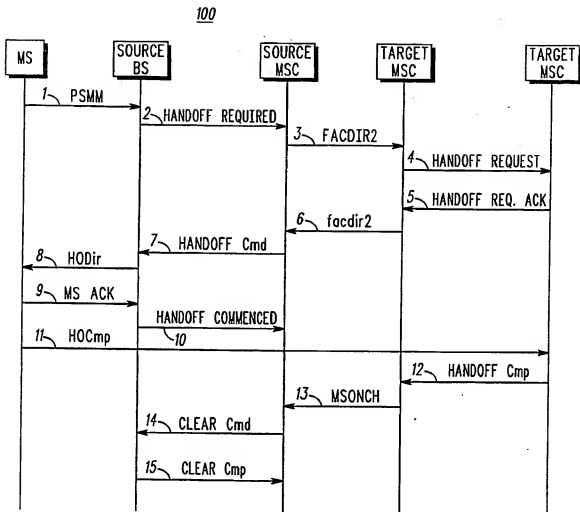 100
MS
SOURCE
BS
SOURCE
MSC
TARGET
MSC
TARGET
MSC
1 PSMM
2 HANDOFF REQUIRED
3 FACDIR2
4 HANDOFF REQUEST
5 HANDOFF REQ. ACK
6 facdir2
7 HANDOFF Cmd
8 HODir
9 MS ACK
HANDOFF COMMENCED
10
11 HOCmp
12 HANDOFF Cmp
13 MSONCH
14 CLEAR Cmd
15 CLEAR Cmp